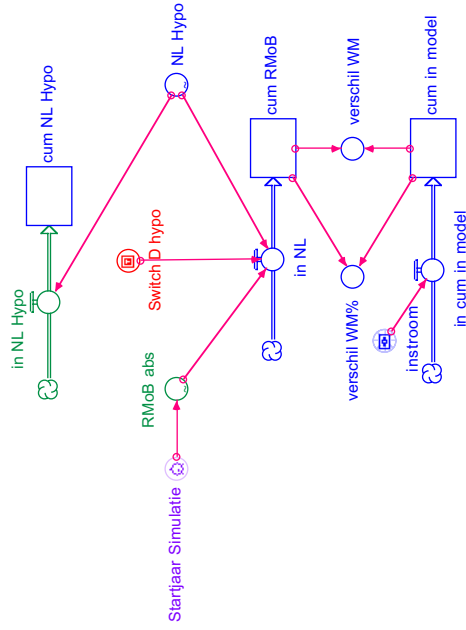 in NL Hypo
cum NL Hypo
NL Hypo
Switch D hypo
RMoB abs
Startjaar Simulatie
in NL
cum RMoB
verschil WM%
verschil WM
instroom
in cum in model
cum in model